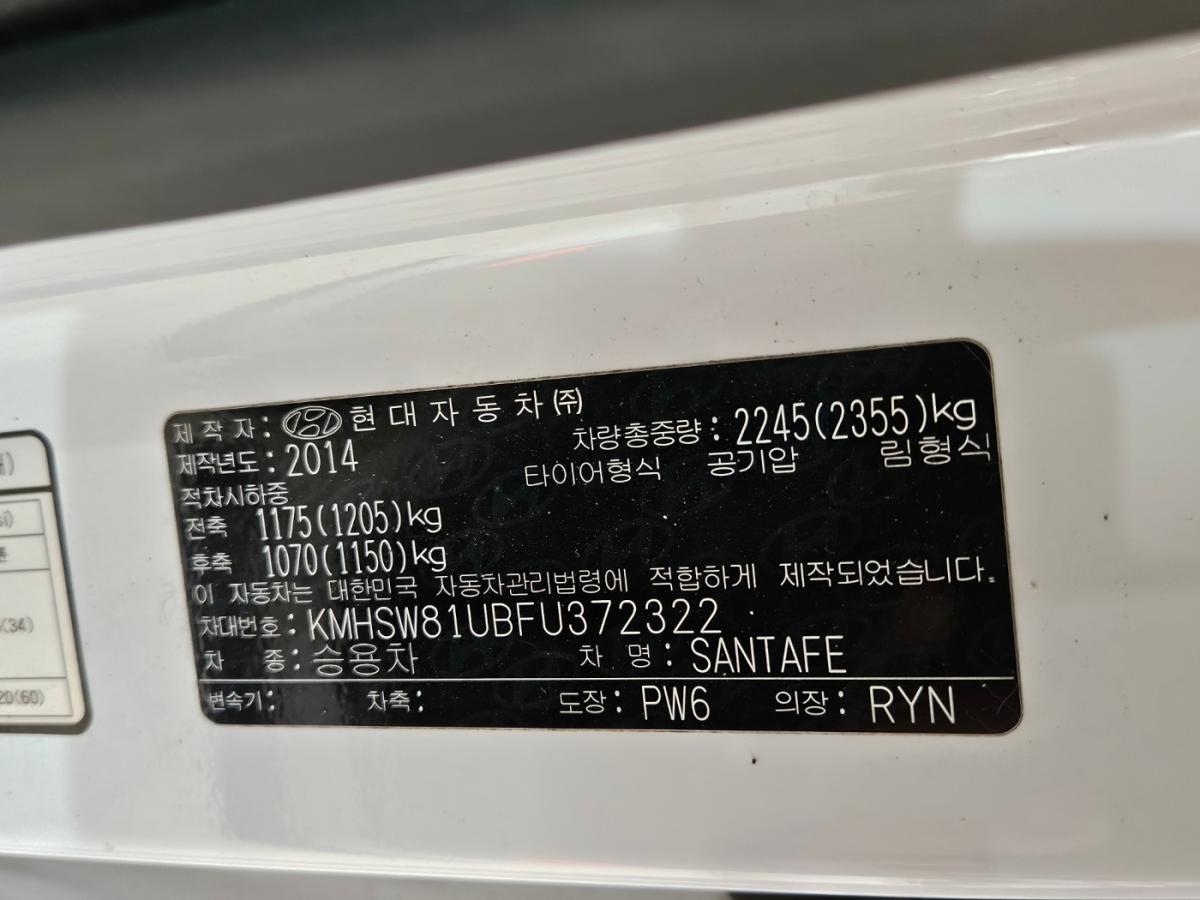 제 작 자 : 현 대 자 동 차 ㈜
차량총중량 : 2245(2355)kg
제작년도 : 2014
타이어형식 공기압 림형식
적차시하중
전축 1175(1205)kg
후축 1070(1150)kg
이 자동차는 대한민국 자동차관리법령에 적합하게 제작되었습니다.
차대번호 : KMHSW81UBFU372322
차 종 : 승용차 차 명 : SANTAFE
변속기 : 차축 : 도장 : PW6 의장 : RYN
(34)
20(60)